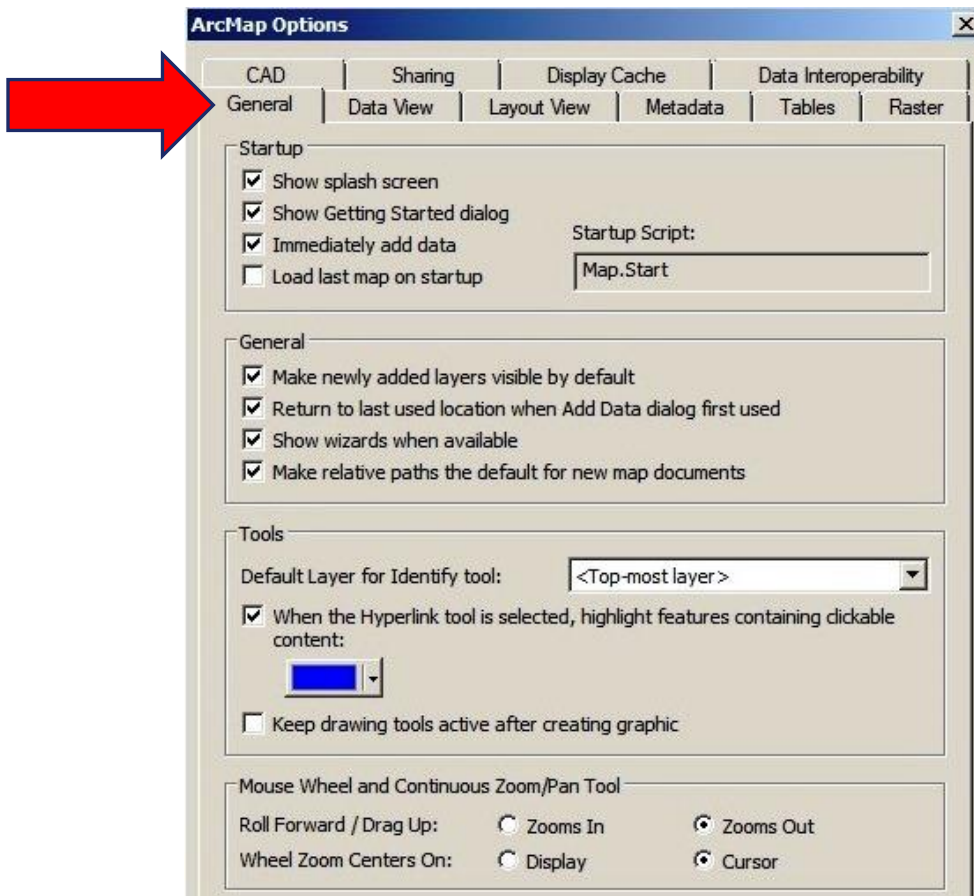 ArcMap Options
CAD Sharing Display Cache Data Interoperability
General Data View Layout View Metadata Tables Raster
Startup
Show splash screen
Show Getting Started dialog
Immediately add data
Load last map on startup
Startup Script:
Map.Start
General
Make newly added layers visible by default
Return to last used location when Add Data dialog first used
Show wizards when available
Make relative paths the default for new map documents
Tools
Default Layer for Identify tool: <Top-most layer>
When the Hyperlink tool is selected, highlight features containing clickable
content:
Keep drawing tools active after creating graphic
Mouse Wheel and Continuous Zoom/Pan Tool
Roll Forward / Drag Up: Zooms In Zooms Out
Wheel Zoom Centers On: Display Cursor